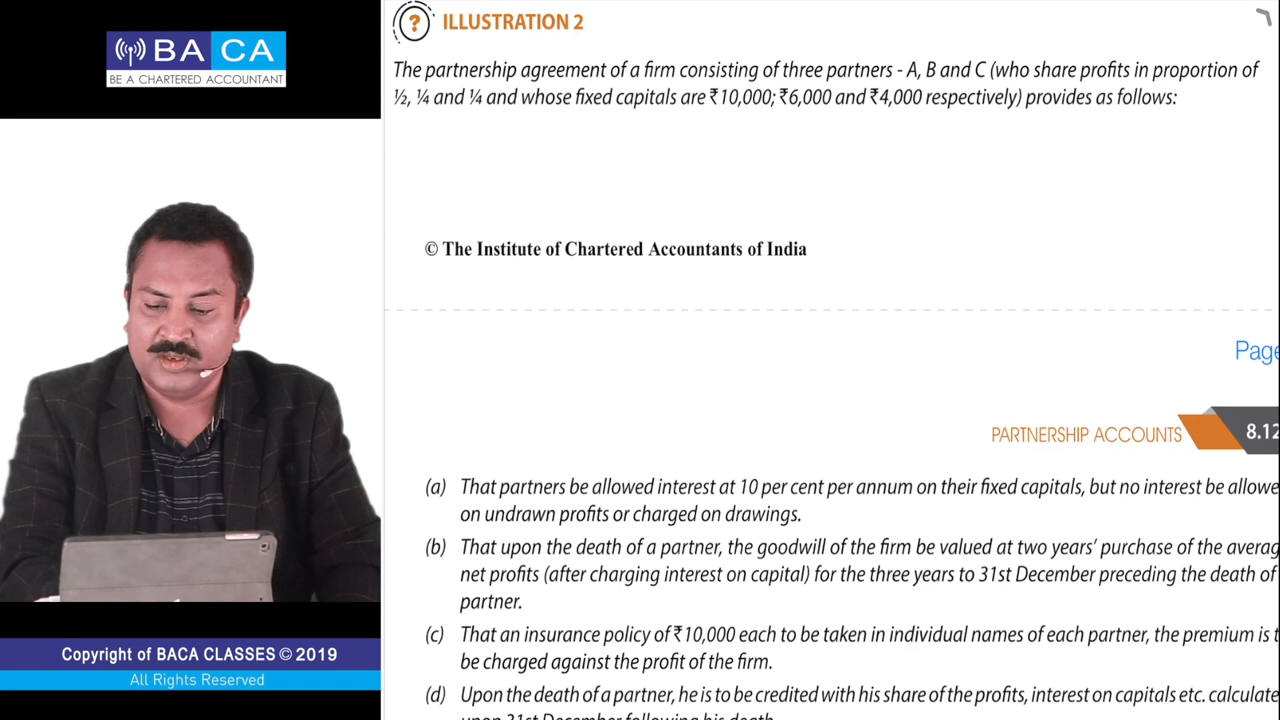 BACA
BE A CHARTERED ACCOUNTANT
? ILLUSTRATION 2
The partnership agreement of a firm consisting of three partners - A, B and C (who share profits in proportion of
½, ¼ and ¼ and whose fixed capitals are ₹10,000; ₹6,000 and ₹4,000 respectively) provides as follows:
© The Institute of Chartered Accountants of India
Page
PARTNERSHIP ACCOUNTS 8.12
(a) That partners be allowed interest at 10 per cent per annum on their fixed capitals, but no interest be allowe
on undrawn profits or charged on drawings.
(b) That upon the death of a partner, the goodwill of the firm be valued at two years' purchase of the averag
net profits (after charging interest on capital) for the three years to 31st December preceding the death of
partner.
(c) That an insurance policy of ₹10,000 each to be taken in individual names of each partner, the premium is t
be charged against the profit of the firm.
(d) Upon the death of a partner, he is to be credited with his share of the profits, interest on capitals etc. calculate
upon 31st December following his death.
Copyright of BACA CLASSES © 2019
All Rights Reserved